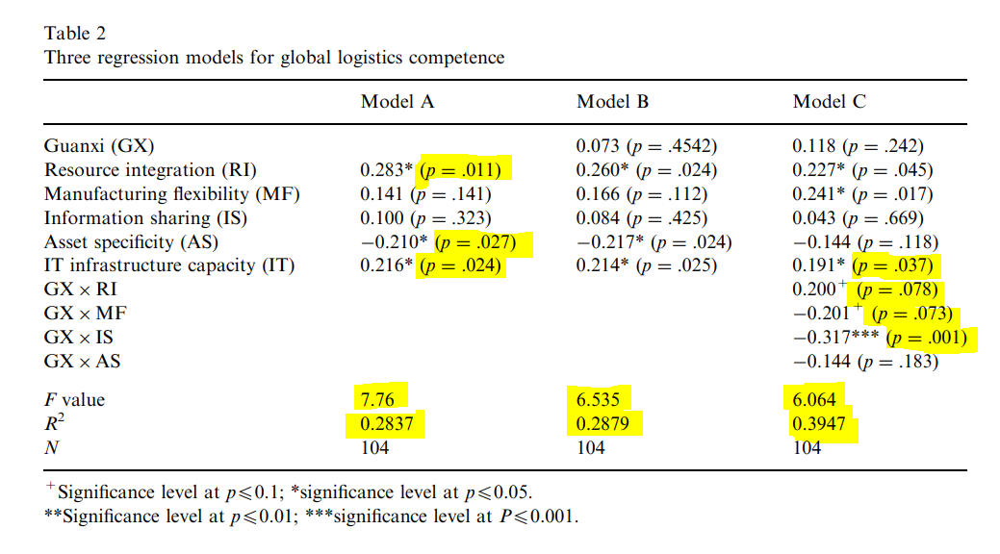 Table 2
Three regression models for global logistics competence
Model A Model B Model C
Guanxi (GX) 0.073 (p = .4542) 0.118 (p = .242)
Resource integration (RI) 0.283* (p = .011) 0.260* (p = .024) 0.227* (p = .045)
Manufacturing flexibility (MF) 0.141 (p = .141) 0.166 (p = .112) 0.241* (p = .017)
Information sharing (IS) 0.100 (p = .323) 0.084 (p = .425) 0.043 (p = .669)
Asset specificity (AS) −0.210* (p = .027) −0.217* (p = .024) −0.144 (p = .118)
IT infrastructure capacity (IT) 0.216* (p = .024) 0.214* (p = .025) 0.191* (p = .037)
GX × RI 0.200⁺ (p = .078)
GX × MF −0.201⁺ (p = .073)
GX × IS −0.317*** (p = .001)
GX × AS −0.144 (p = .183)
F value 7.76 6.535 6.064
R² 0.2837 0.2879 0.3947
N 104 104 104
⁺Significance level at p⩽0.1; *significance level at p⩽0.05.
**Significance level at p⩽0.01; ***significance level at P⩽0.001.